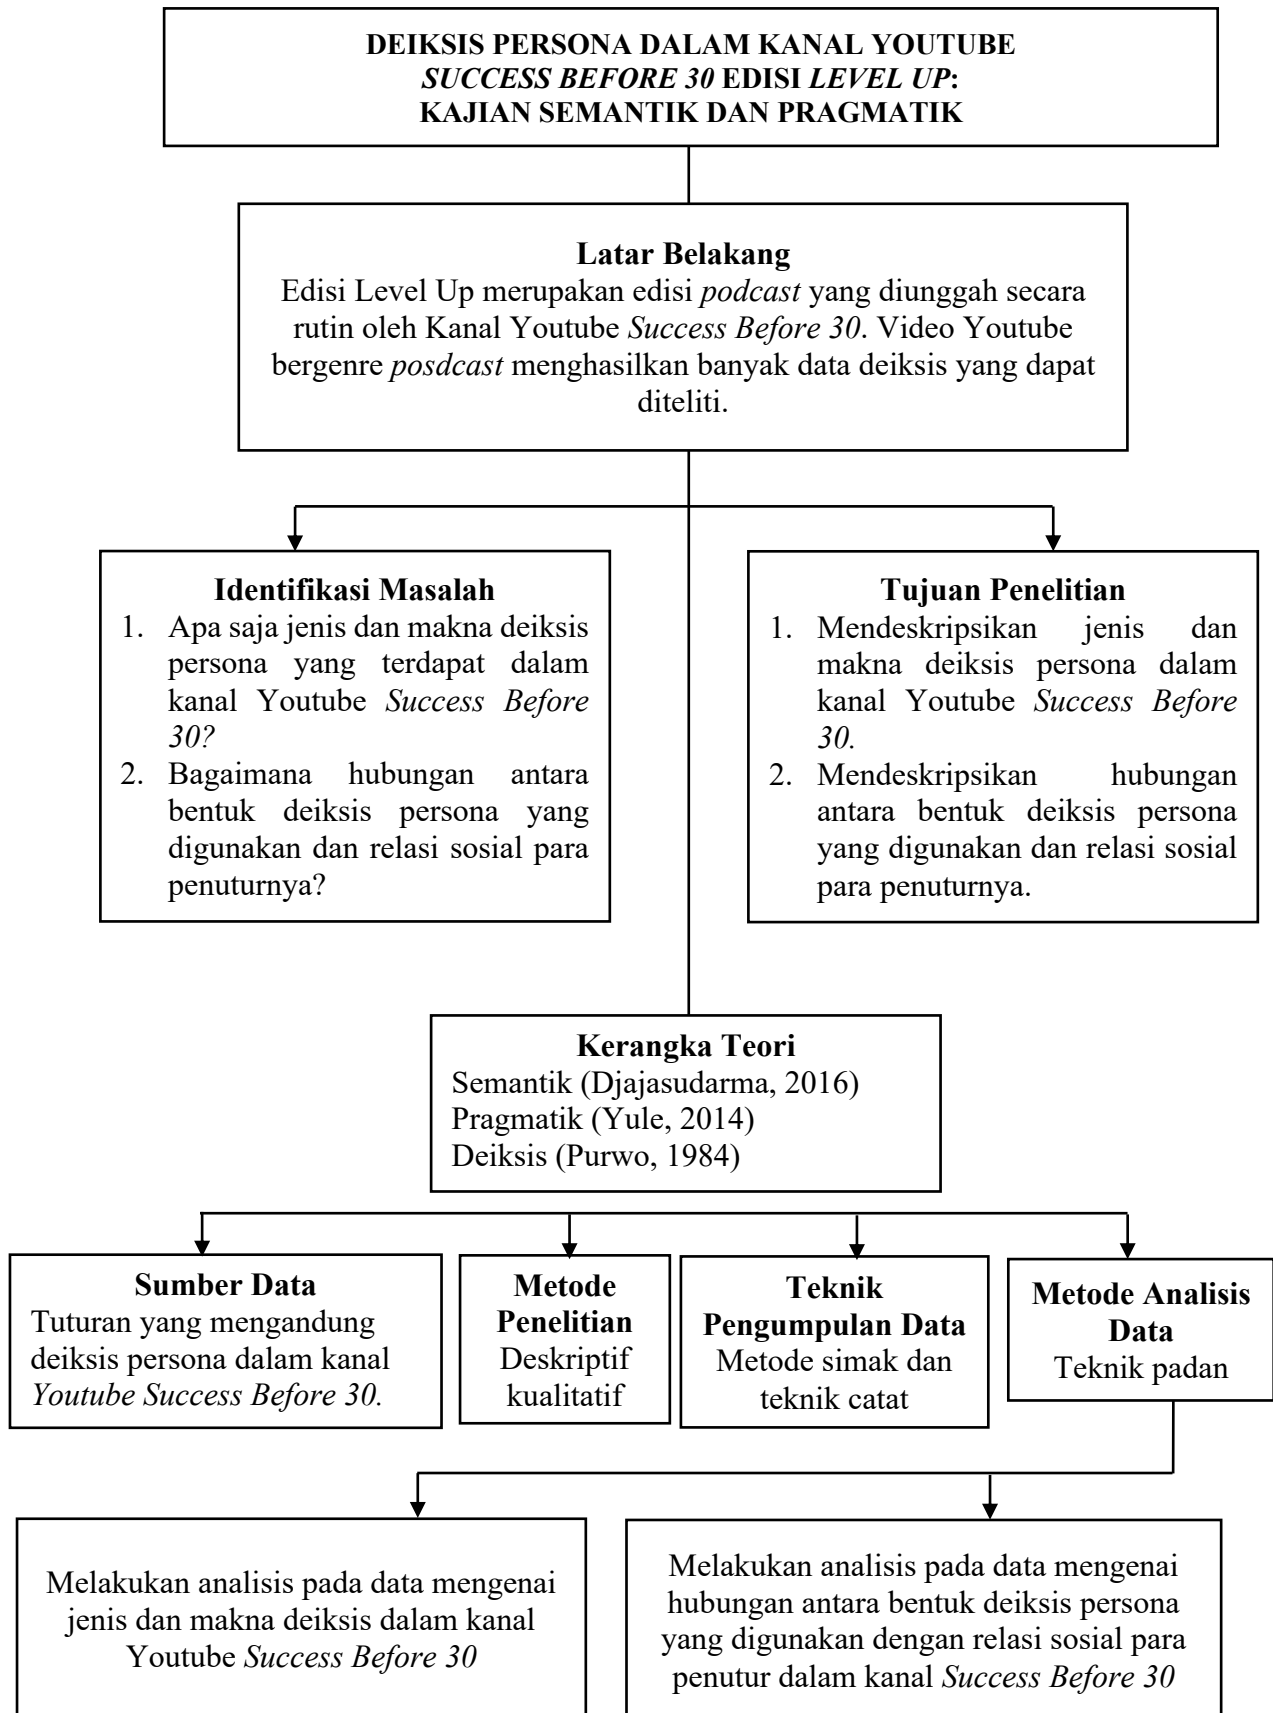 DEIKSIS PERSONA DALAM KANAL YOUTUBE
SUCCESS BEFORE 30 EDISI LEVEL UP:
KAJIAN SEMANTIK DAN PRAGMATIK
Latar Belakang
Edisi Level Up merupakan edisi podcast yang diunggah secara
rutin oleh Kanal Youtube Success Before 30. Video Youtube
bergenre posdcast menghasilkan banyak data deiksis yang dapat
diteliti.
Identifikasi Masalah
1. Apa saja jenis dan makna deiksis
persona yang terdapat dalam
kanal Youtube Success Before
30?
2. Bagaimana hubungan antara
bentuk deiksis persona yang
digunakan dan relasi sosial para
penuturnya?
Tujuan Penelitian
1. Mendeskripsikan jenis dan
makna deiksis persona dalam
kanal Youtube Success Before
30.
2. Mendeskripsikan hubungan
antara bentuk deiksis persona
yang digunakan dan relasi sosial
para penuturnya.
Kerangka Teori
Semantik (Djajasudarma, 2016)
Pragmatik (Yule, 2014)
Deiksis (Purwo, 1984)
Sumber Data
Tuturan yang mengandung
deiksis persona dalam kanal
Youtube Success Before 30.
Metode
Penelitian
Deskriptif
kualitatif
Teknik
Pengumpulan Data
Metode simak dan
teknik catat
Metode Analisis
Data
Teknik padan
Melakukan analisis pada data mengenai
jenis dan makna deiksis dalam kanal
Youtube Success Before 30
Melakukan analisis pada data mengenai
hubungan antara bentuk deiksis persona
yang digunakan dengan relasi sosial para
penutur dalam kanal Success Before 30